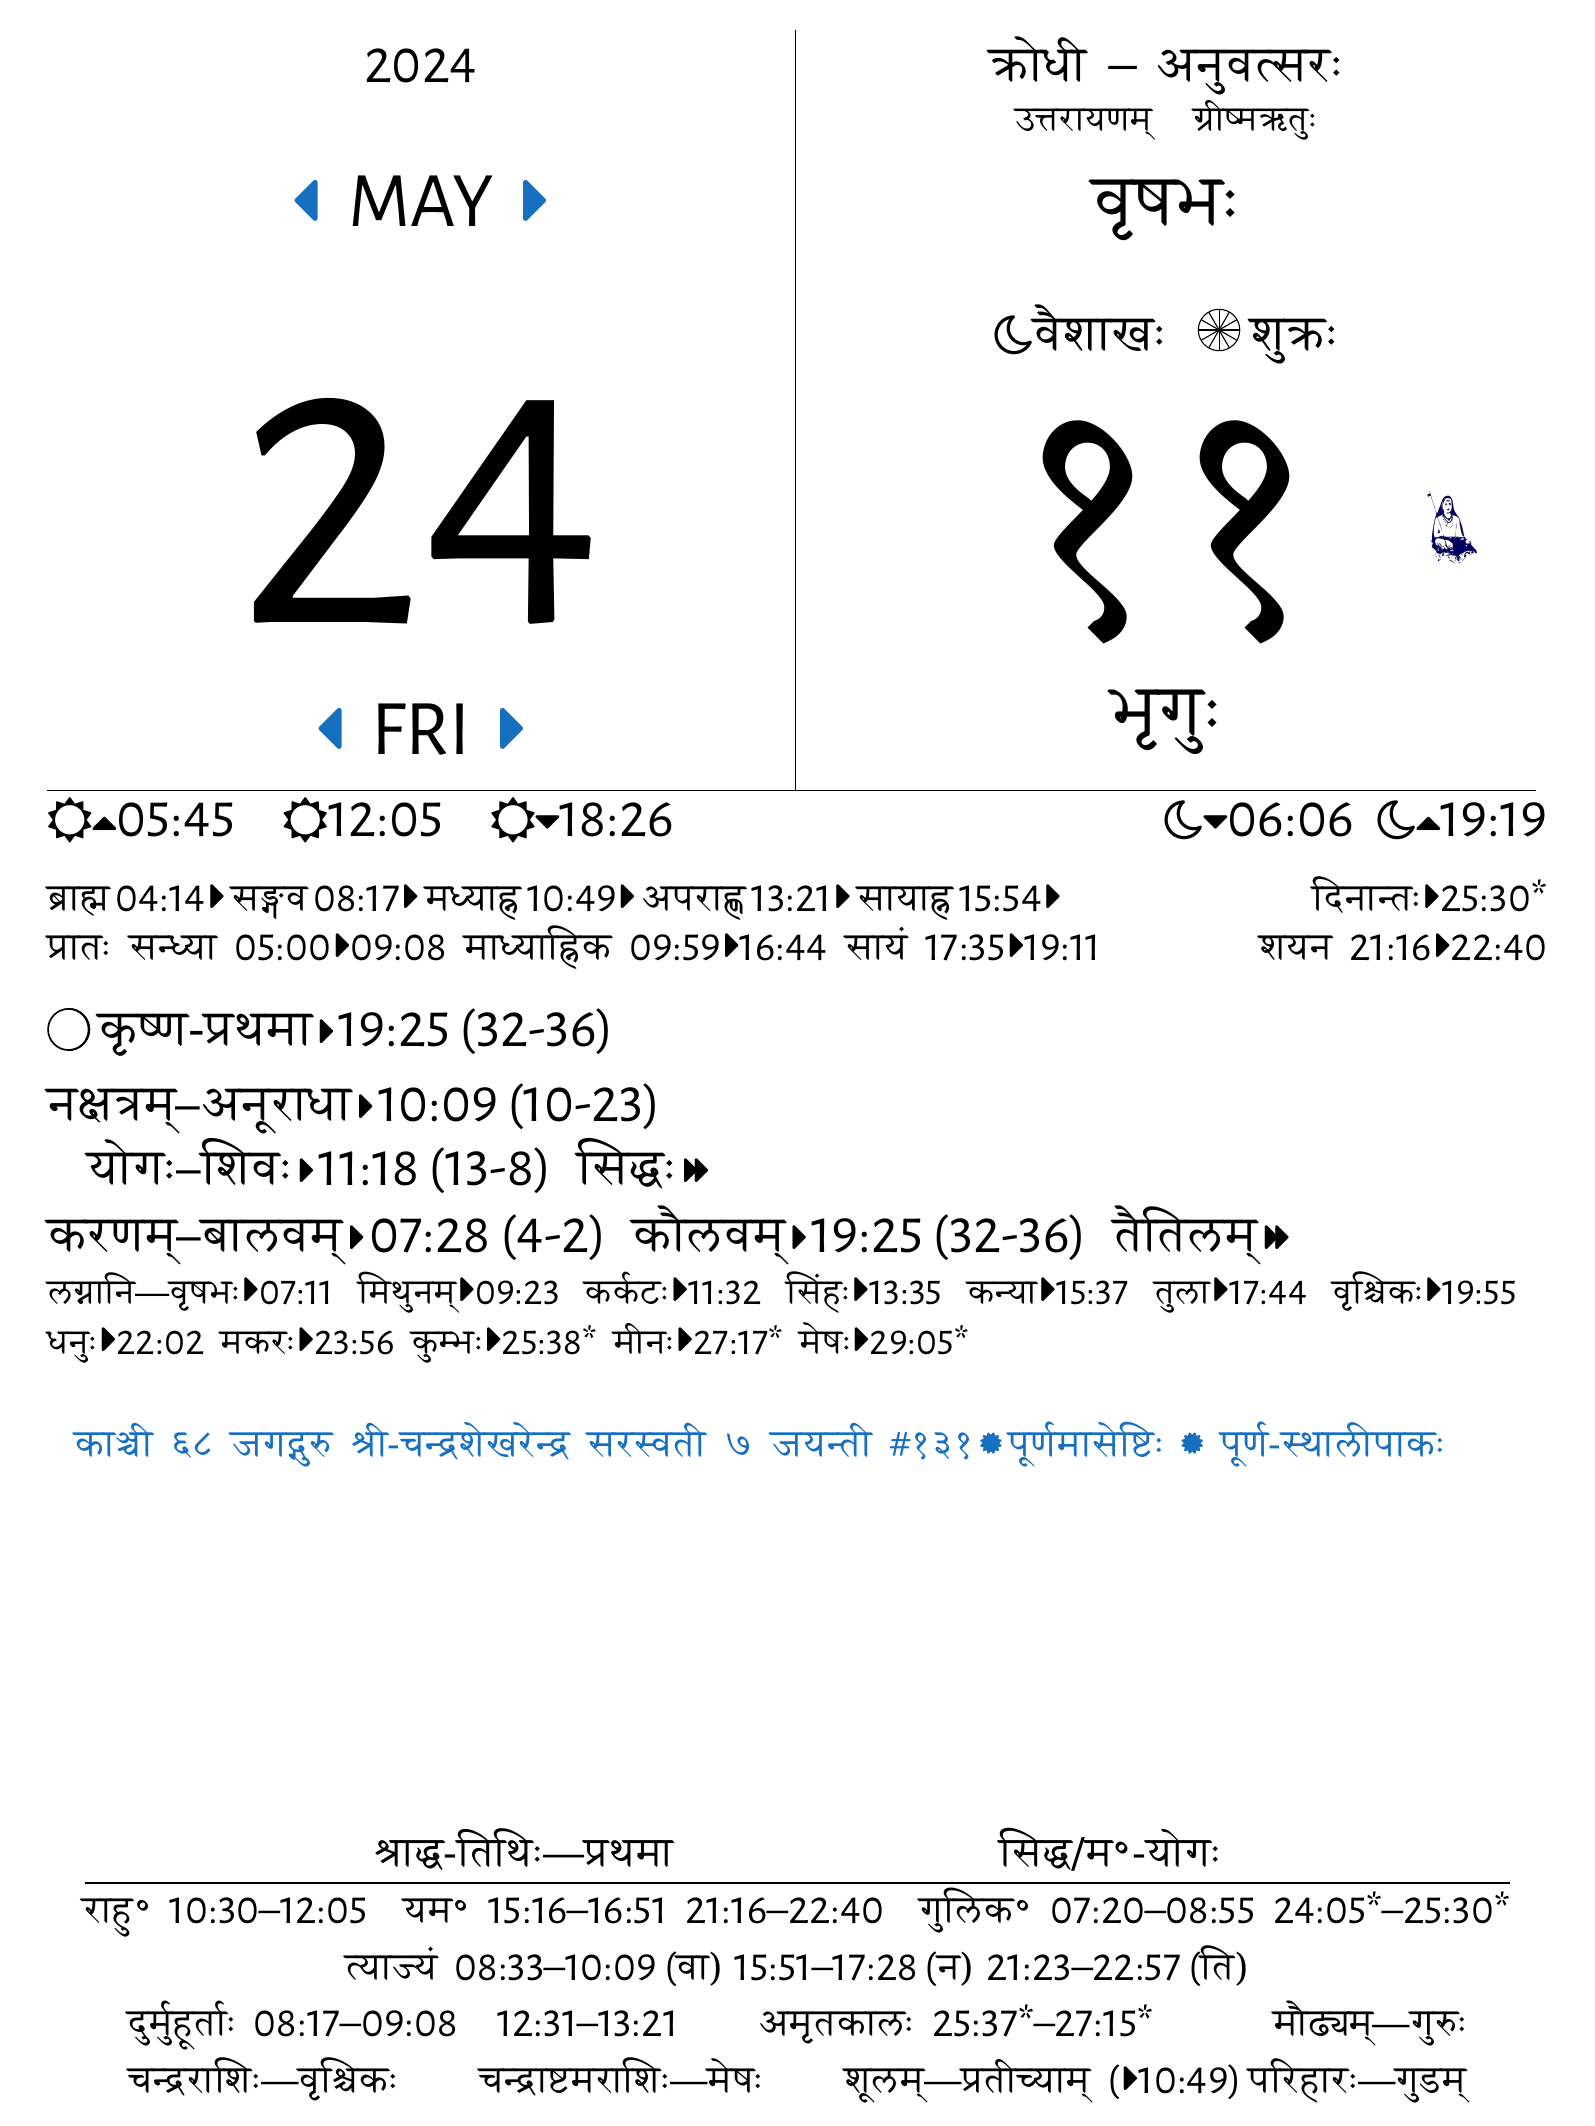 2024
MAY
24
FRI
क्रोधी – अनुवत्सरः
उत्तरायणम् ग्रीष्मऋतुः
वृषभः
वैशाखः शुक्रः
११
भृगुः
05:45 12:05 18:26 06:06 19:19
ब्राह्म 04:14 सङ्गव 08:17 मध्याह्न 10:49 अपराह्ण 13:21 सायाह्न 15:54 दिनान्तः 25:30*
प्रातः सन्ध्या 05:00 09:08 माध्याह्निक 09:59 16:44 सायं 17:35 19:11 शयन 21:16 22:40
कृष्ण-प्रथमा 19:25 (32-36)
नक्षत्रम्–अनूराधा 10:09 (10-23)
योगः–शिवः 11:18 (13-8) सिद्धः
करणम्–बालवम् 07:28 (4-2) कौलवम् 19:25 (32-36) तैतिलम्
लग्नानि—वृषभः 07:11 मिथुनम् 09:23 कर्कटः 11:32 सिंहः 13:35 कन्या 15:37 तुला 17:44 वृश्चिकः 19:55
धनुः 22:02 मकरः 23:56 कुम्भः 25:38* मीनः 27:17* मेषः 29:05*
काञ्ची ६८ जगद्गुरु श्री-चन्द्रशेखरेन्द्र सरस्वती ७ जयन्ती #१३१ पूर्णमासेष्टिः पूर्ण-स्थालीपाकः
श्राद्ध-तिथिः—प्रथमा सिद्ध/म॰-योगः
राहु॰ 10:30–12:05 यम॰ 15:16–16:51 21:16–22:40 गुलिक॰ 07:20–08:55 24:05*–25:30*
त्याज्यं 08:33–10:09 (वा) 15:51–17:28 (न) 21:23–22:57 (ति)
दुर्मुहूर्ताः 08:17–09:08 12:31–13:21 अमृतकालः 25:37*–27:15* मौढ्यम्—गुरुः
चन्द्रराशिः—वृश्चिकः चन्द्राष्टमराशिः—मेषः शूलम्—प्रतीच्याम् (10:49) परिहारः—गुडम्